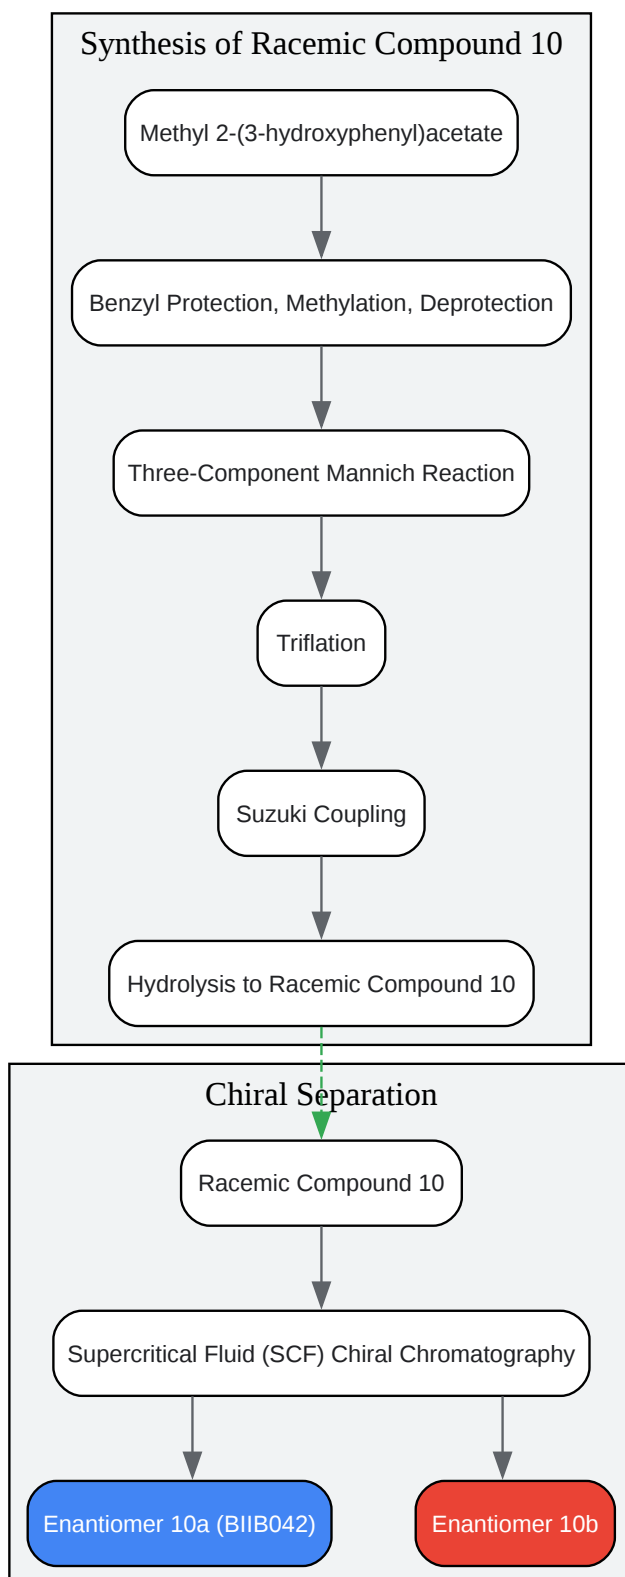 Synthesis of Racemic Compound 10
Methyl 2-(3-hydroxyphenyl)acetate
Benzyl Protection, Methylation, Deprotection
Three-Component Mannich Reaction
Triflation
Suzuki Coupling
Hydrolysis to Racemic Compound 10
Chiral Separation
Racemic Compound 10
Supercritical Fluid (SCF) Chiral Chromatography
Enantiomer 10a (BIIB042)
Enantiomer 10b